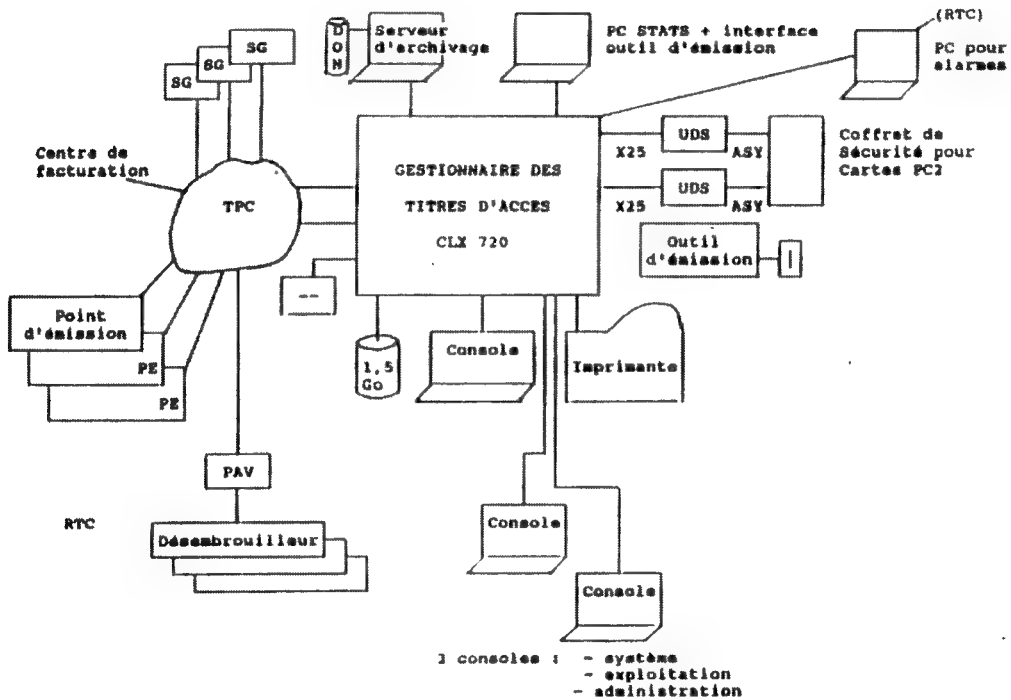 SG
SG
SG
DON
Serveur
d'archivage
PC STATS + interface
outil d'émission
(RTC)
PC pour
alarmes
Centre de
facturation
TPC
GESTIONNAIRE DES
TITRES D'ACCES
CLX 720
X25
UDS
ASY
X25
UDS
ASY
Coffret de
Sécurité pour
Cartes PC2
Outil
d'émission
Point
d'émission
PE
PE
--
1,5
Go
Console
Imprimante
PAV
RTC
Désembrouilleur
Console
Console
3 consoles : - système
- exploitation
- administration